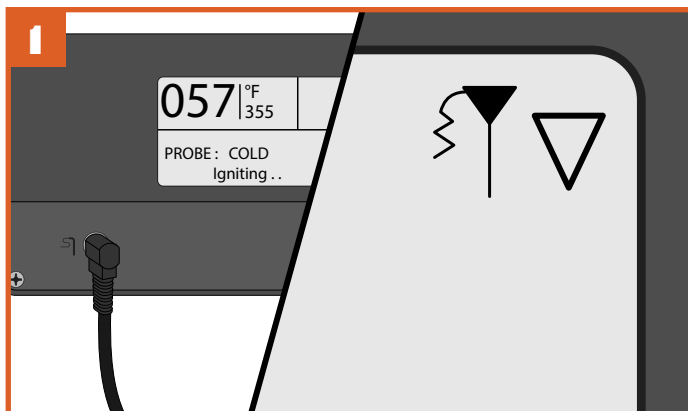 1
057 °F
355
PROBE : COLD
Igniting . .